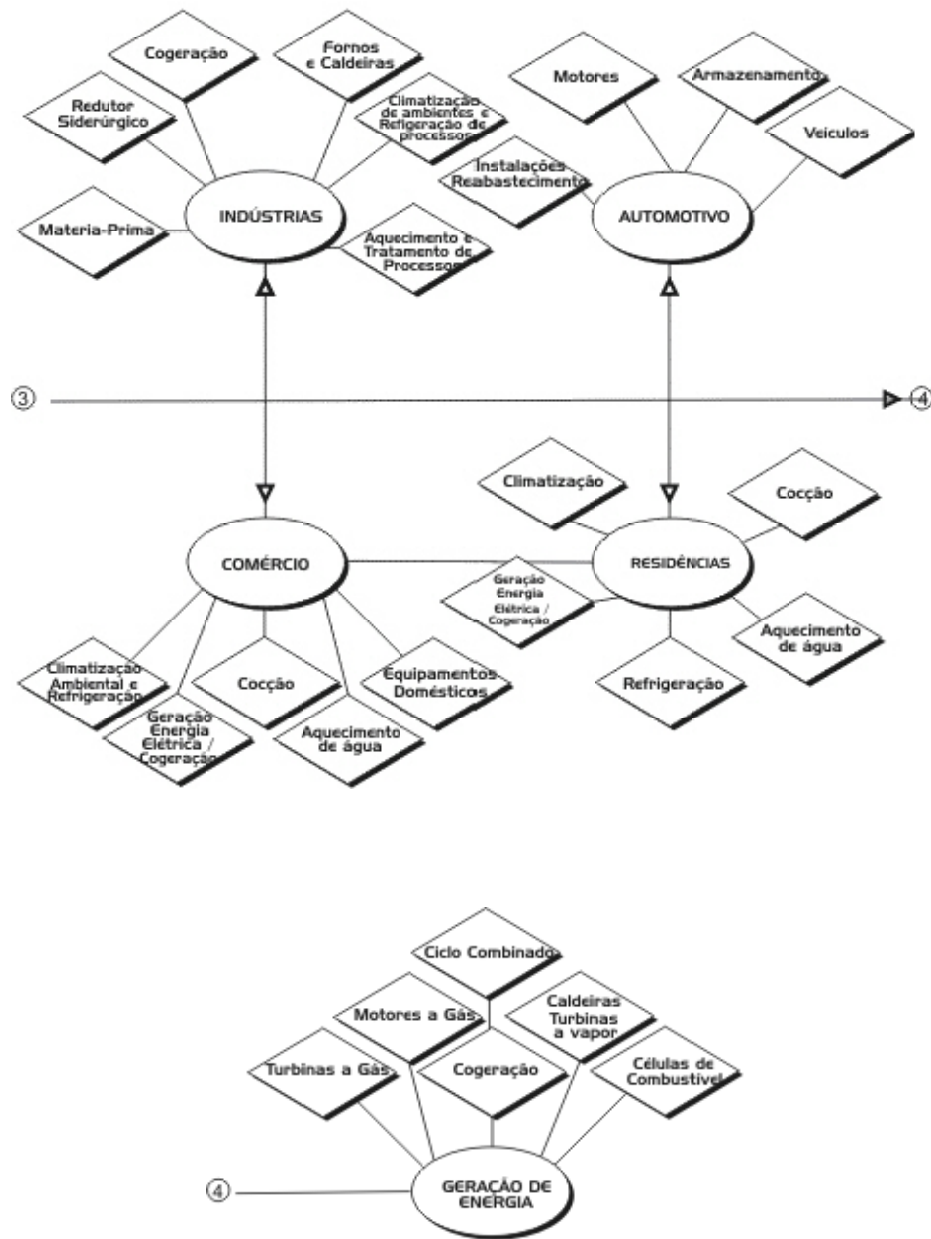 Cogeração
Fornos
e Caldeiras
Redutor
Siderúrgico
Climatização
de ambientes e
Refigeração de
processos
Materia-Prima
INDÚSTRIAS
Aquecimento e
Tratamento de
Processos
Motores
Armazenamento
Veículos
Instalações
Reabastecimento
AUTOMOTIVO
3
4
Climatização
Cocção
COMÉRCIO
RESIDÊNCIAS
Geração
Energia
Elétrica /
Cogeração
Aquecimento
de água
Refrigeração
Climatização
Ambiental e
Refrigeração
Geração
Energia
Elétrica /
Cogeração
Cocção
Aquecimento
de água
Equipamentos
Domésticos
Ciclo Combinado
Motores a Gás
Caldeiras
Turbinas
a vapor
Turbinas a Gás
Cogeração
Células de
Combustível
4
GERAÇÃO DE
ENERGIA